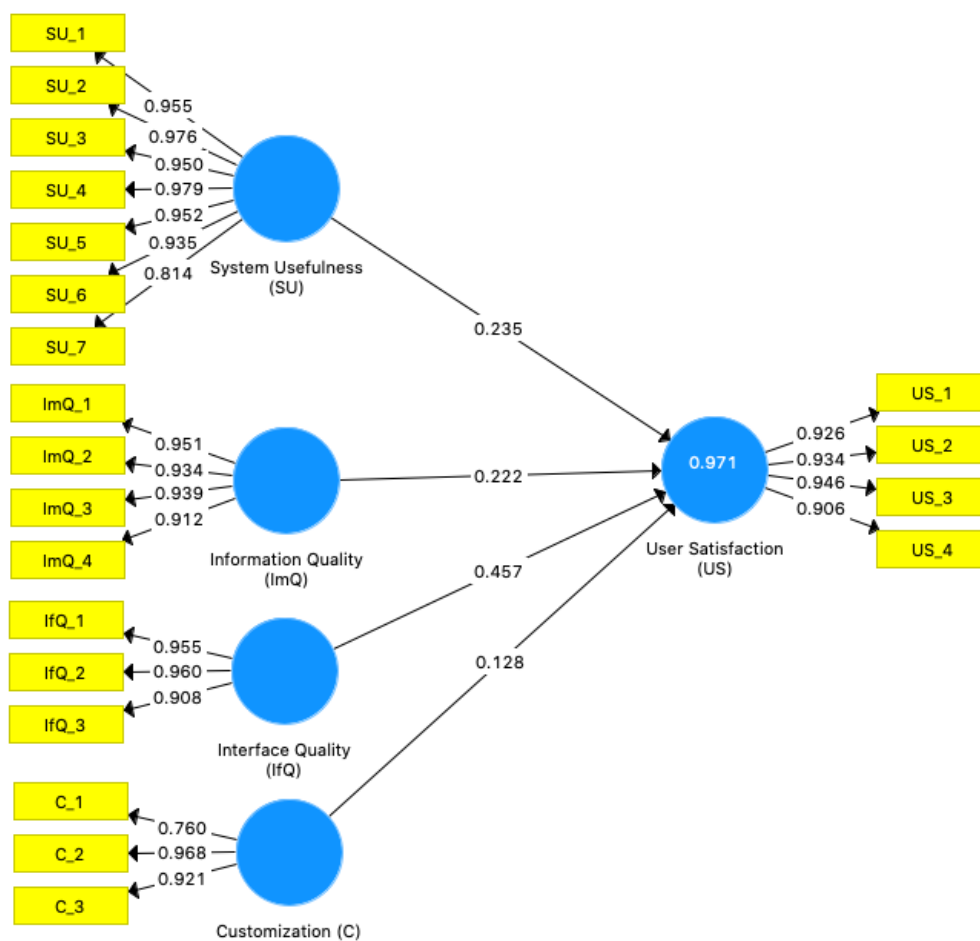 SU_1
SU_2
SU_3
SU_4
SU_5
SU_6
SU_7
0.955
0.976
0.950
0.979
0.952
0.935
0.814
System Usefulness
(SU)
0.235
ImQ_1
ImQ_2
ImQ_3
ImQ_4
0.951
0.934
0.939
0.912
Information Quality
(ImQ)
0.222
IfQ_1
IfQ_2
IfQ_3
0.955
0.960
0.908
Interface Quality
(IfQ)
0.457
C_1
C_2
C_3
0.760
0.968
0.921
Customization (C)
0.128
0.971
User Satisfaction
(US)
0.926
0.934
0.946
0.906
US_1
US_2
US_3
US_4